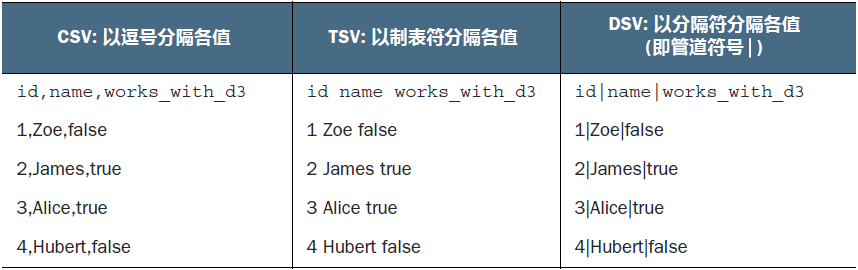 CSV: 以逗号分隔各值
TSV: 以制表符分隔各值
DSV: 以分隔符分隔各值
(即管道符号|)
id,name,works_with_d3
id name works_with_d3
id|name|works_with_d3
1,Zoe,false
1 Zoe false
1|Zoe|false
2,James,true
2 James true
2|James|true
3,Alice,true
3 Alice true
3|Alice|true
4,Hubert,false
4 Hubert false
4|Hubert|false